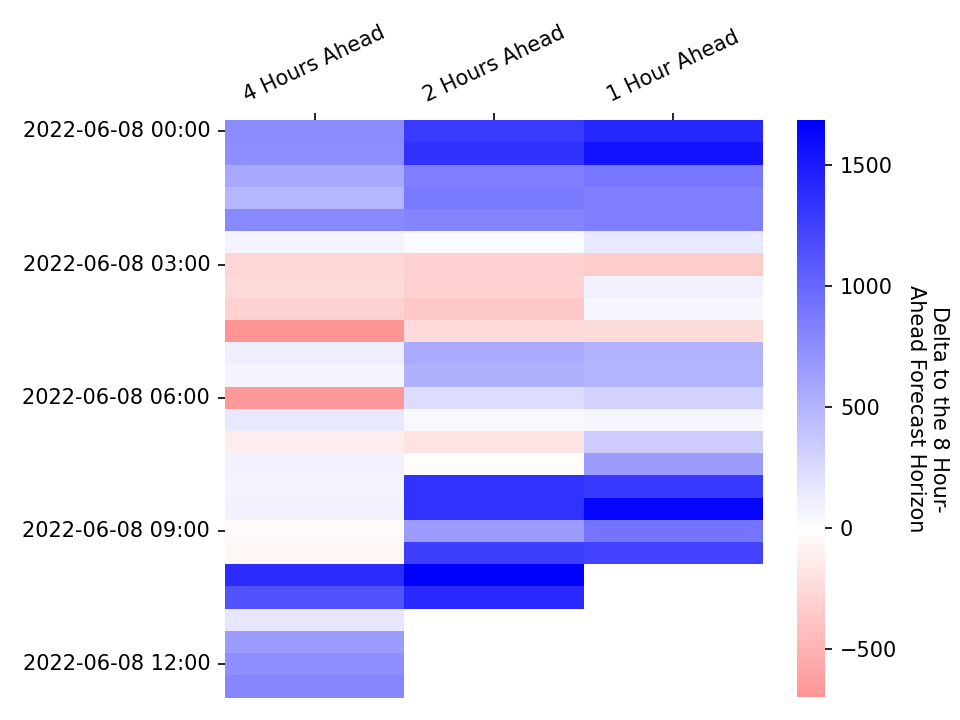 4 Hours Ahead
2 Hours Ahead
1 Hour Ahead
2022-06-08 00:00
2022-06-08 03:00
2022-06-08 06:00
2022-06-08 09:00
2022-06-08 12:00
1500
1000
500
0
−500
Delta to the 8 Hour-
Ahead Forecast Horizon